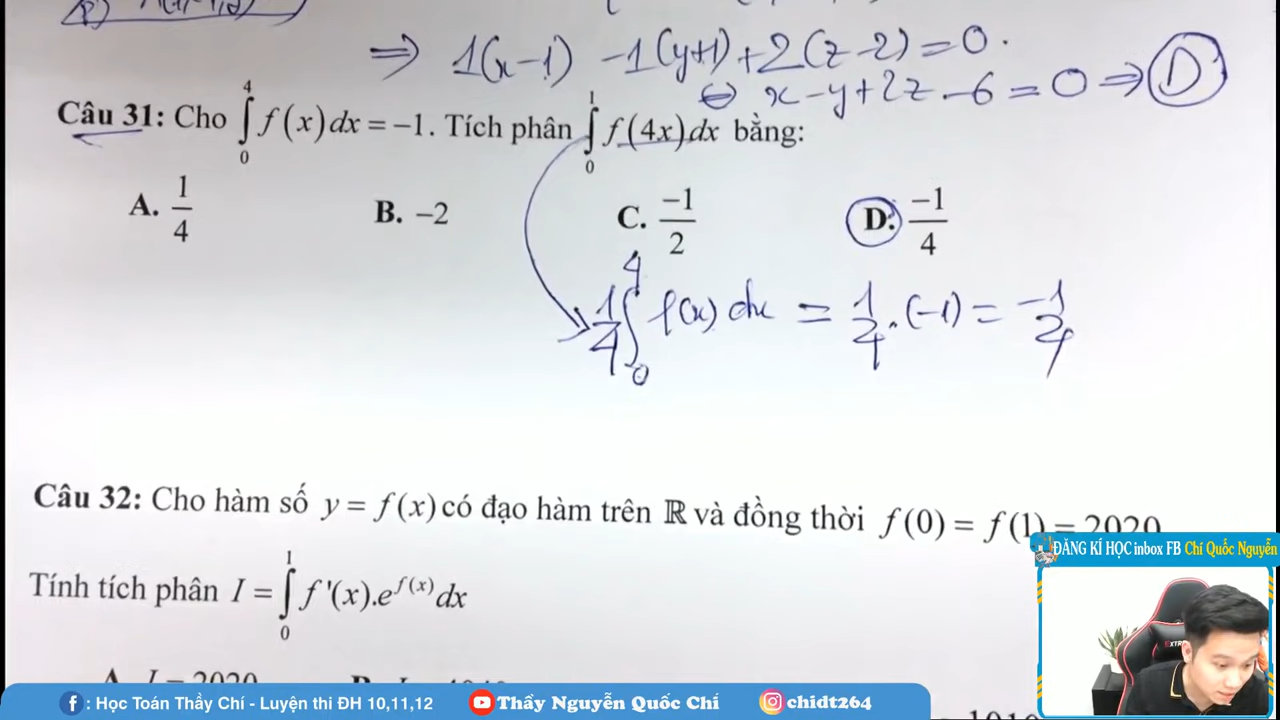 ⇒ 1(x-1) -1(y+1) +2(z-2) = 0.
⇔ x-y+2z-6 = 0 ⇒ D
Câu 31: Cho ∫₀⁴ f(x)dx = −1. Tích phân ∫₀¹ f(4x)dx bằng:
A. 1/4 B. −2 C. −1/2 D. −1/4
1/4 ∫₀⁴ f(x) dx = 1/4 . (-1) = -1/4
Câu 32: Cho hàm số y = f(x) có đạo hàm trên ℝ và đồng thời f(0) = f(1) = 2020
Tính tích phân I = ∫₀¹ f'(x).e^f(x) dx
ĐĂNG KÍ HỌC inbox FB Chí Quốc Nguyễn
A. I = 2020
: Học Toán Thầy Chí - Luyện thi ĐH 10,11,12 Thầy Nguyễn Quốc Chí chidt264